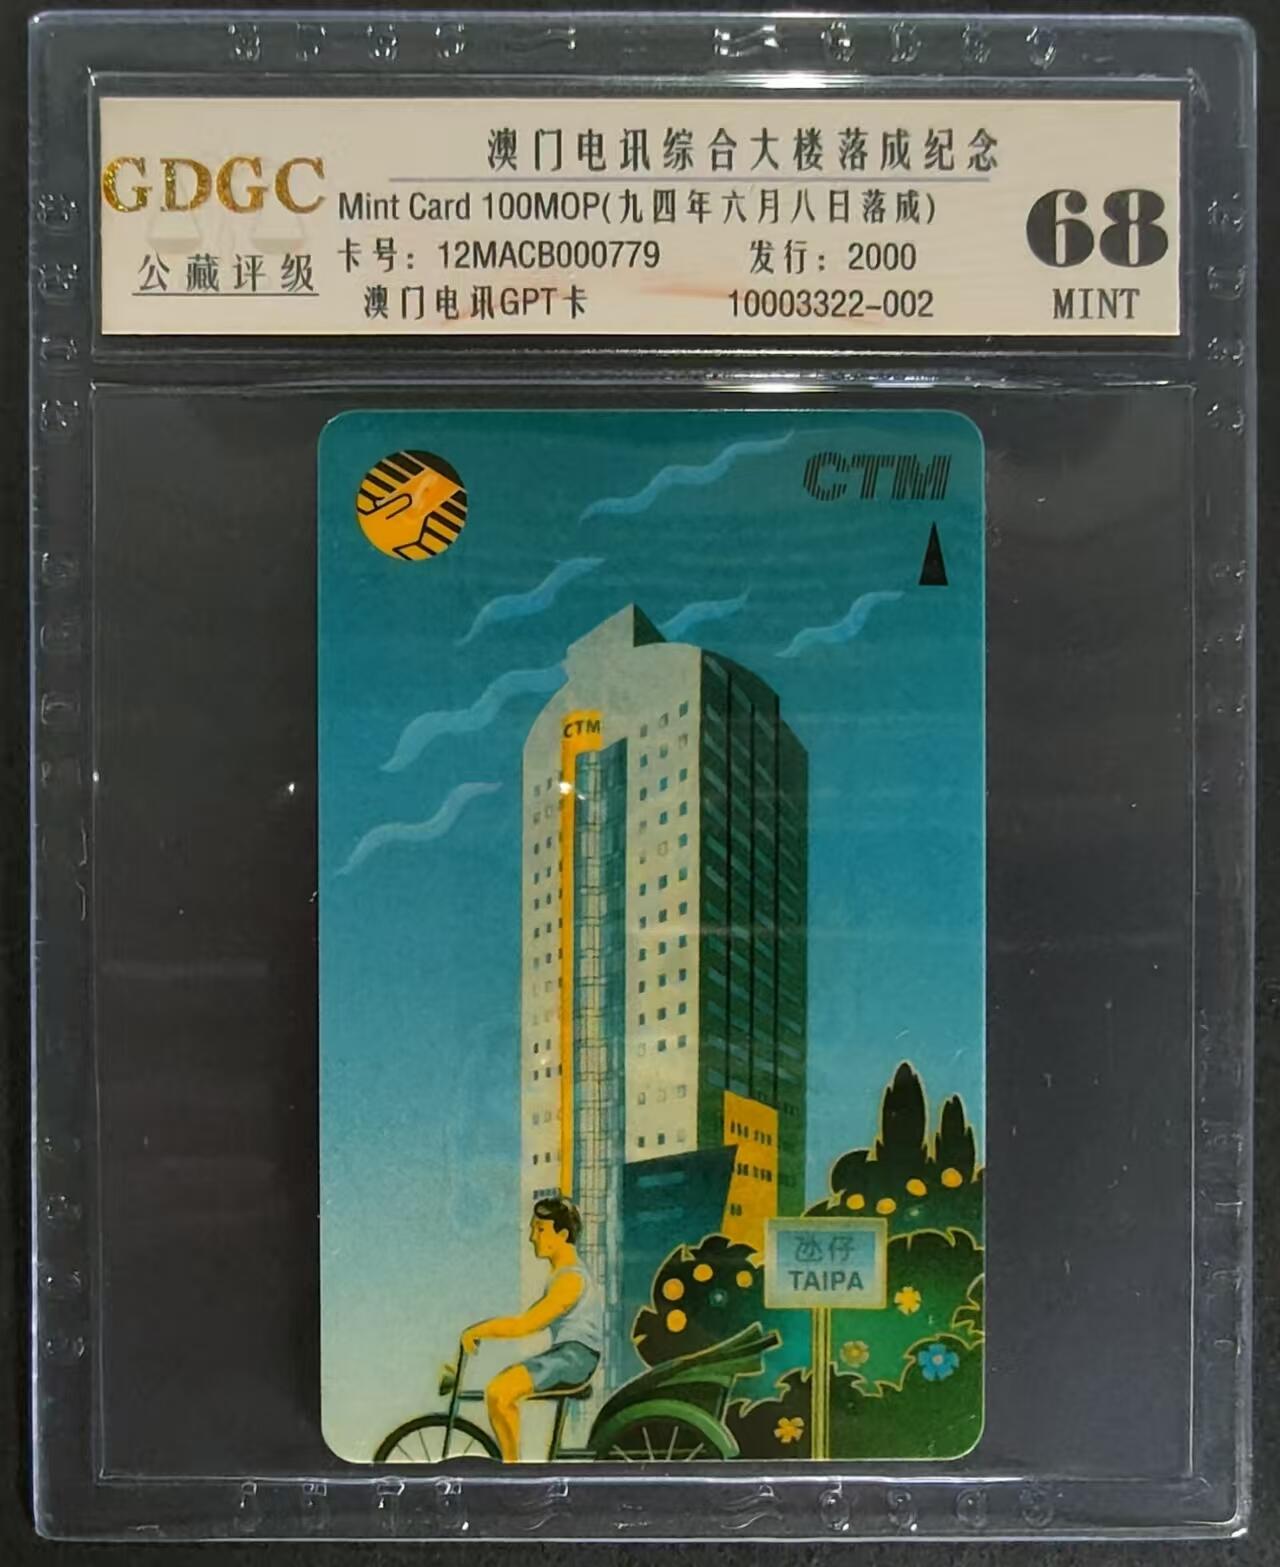 澳门电讯综合大楼落成纪念
GDGC
Mint Card 100MOP(九四年六月八日落成)
68
公藏评级
卡号：12MACB000779 发行：2000
澳门电讯GPT卡 10003322-002
MINT
CTM
CTM
氹仔
TAIPA